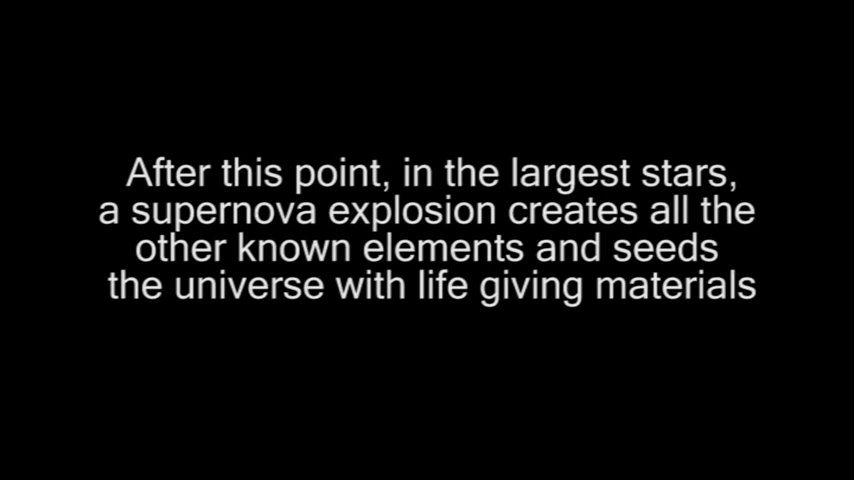 After this point, in the largest stars,
a supernova explosion creates all the
other known elements and seeds
the universe with life giving materials